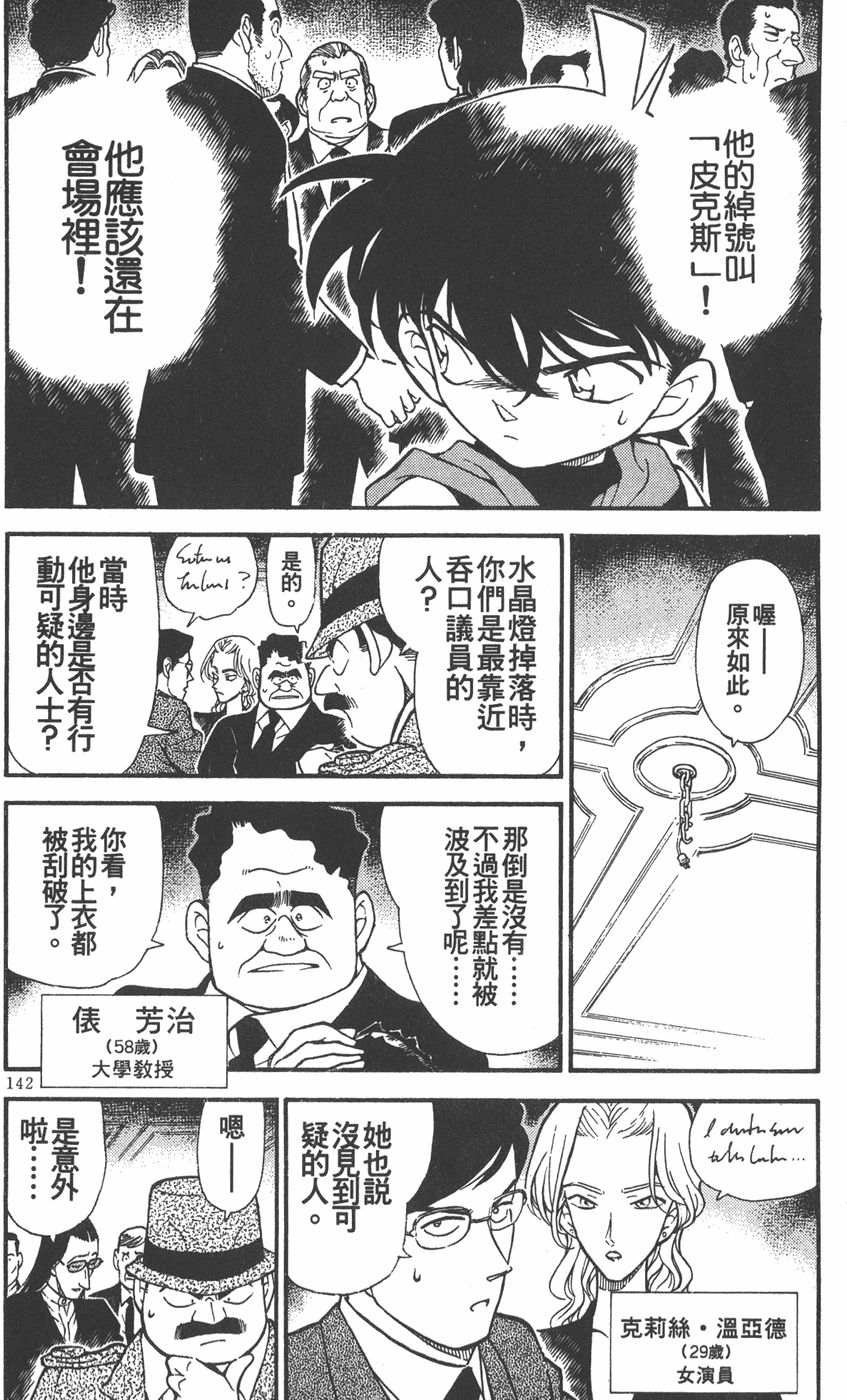 他的綽號叫
「皮克斯」！
他應該還在
會場裡！
喔——
原來如此。
水晶燈掉落時，
你們是最靠近
吞口議員的
人？
是的。
當時
他身邊是否有行
動可疑的人士？
那倒是沒有……
不過我差點就被
波及到了呢……
你看，
我的上衣都
被刮破了。
俵　芳治
(58歲)
大學教授
142
她也說
沒見到可
疑的人。
克莉絲・溫亞德
(29歲)
女演員
嗯——
是意外
啦……